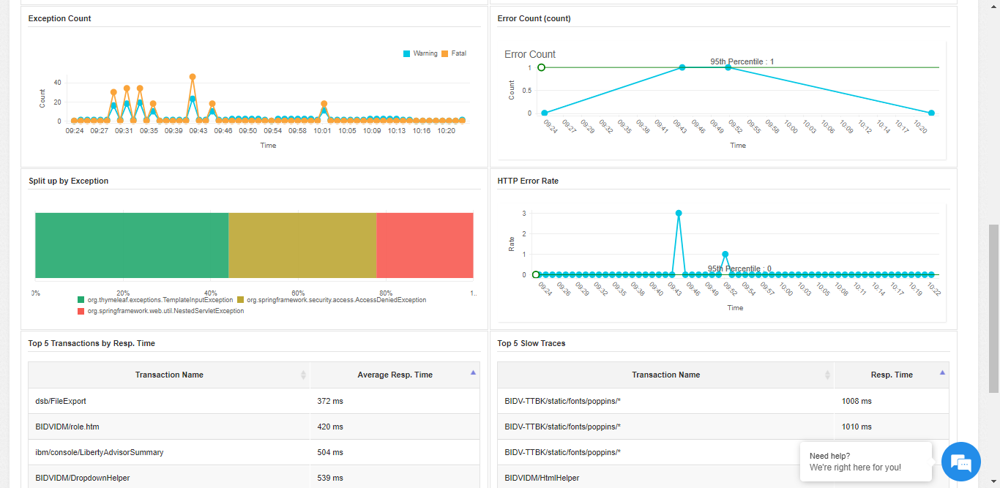 Exception Count
Warning Fatal
40
20
0
Count
09:24 09:27 09:31 09:35 09:39 09:43 09:46 09:50 09:54 09:58 10:01 10:05 10:09 10:13 10:16 10:20
Time
Error Count (count)
Error Count
95th Percentile : 1
1
0.5
0
Count
09:24 09:27 09:29 09:32 09:35 09:38 09:41 09:43 09:46 09:49 09:52 09:55 09:58 10:00 10:03 10:06 10:09 10:12 10:14 10:17 10:20
Time
Split up by Exception
0% 20% 40% 60% 80% 1..
org.thymeleaf.exceptions.TemplateInputException org.springframework.security.access.AccessDeniedException
org.springframework.web.util.NestedServletException
HTTP Error Rate
3
2
1
0
Rate
95th Percentile : 0
09:24 09:26 09:29 09:32 09:35 09:38 09:40 09:43 09:46 09:49 09:52 09:54 09:57 10:00 10:03 10:05 10:08 10:11 10:14 10:17 10:19 10:22
Time
Top 5 Transactions by Resp. Time
Transaction Name Average Resp. Time
dsb/FileExport 372 ms
BIDVIDM/role.htm 420 ms
ibm/console/LibertyAdvisorSummary 504 ms
BIDVIDM/DropdownHelper 539 ms
Top 5 Slow Traces
Transaction Name Resp. Time
BIDV-TTBK/static/fonts/poppins/* 1008 ms
BIDV-TTBK/static/fonts/poppins/* 1010 ms
BIDV-TTBK/static/fonts/poppins/*
BIDVIDM/HtmlHelper
Need help?
We're right here for you!